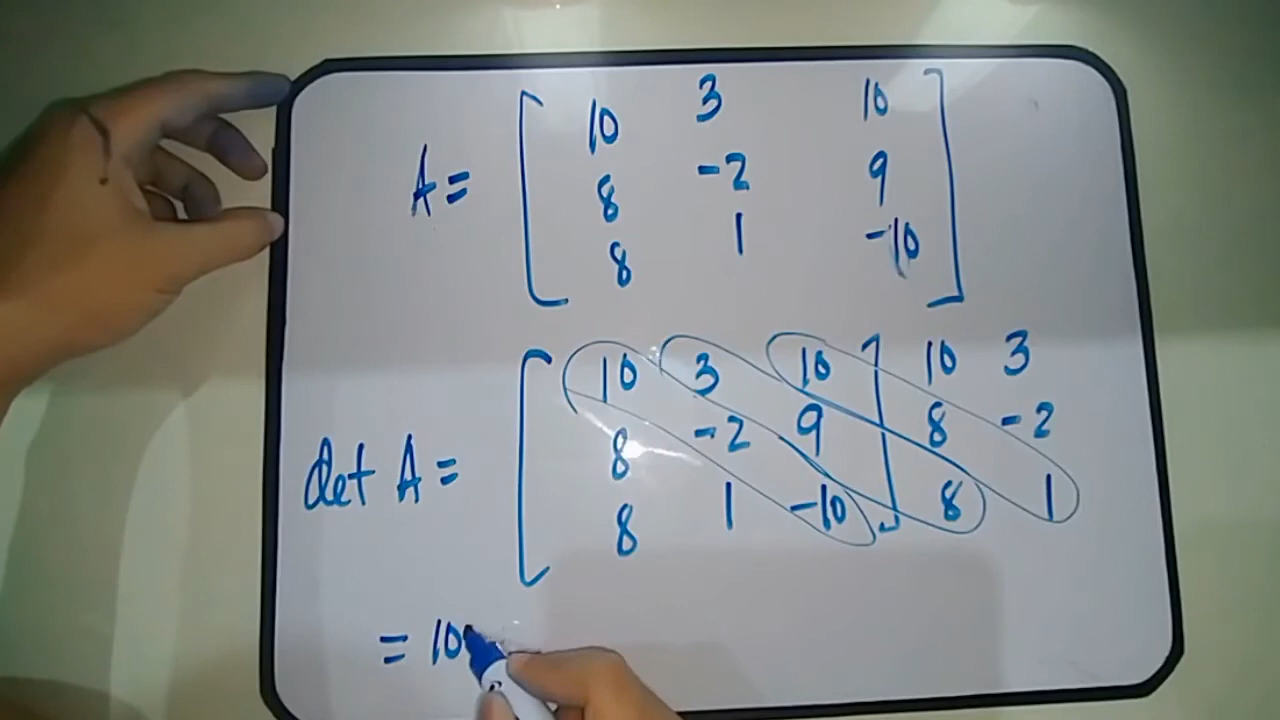 10 3 10
A = 8 -2 9
8 1 -10
10 3 10 10 3
det A = 8 -2 9 8 -2
8 1 -10 8 1
= 10